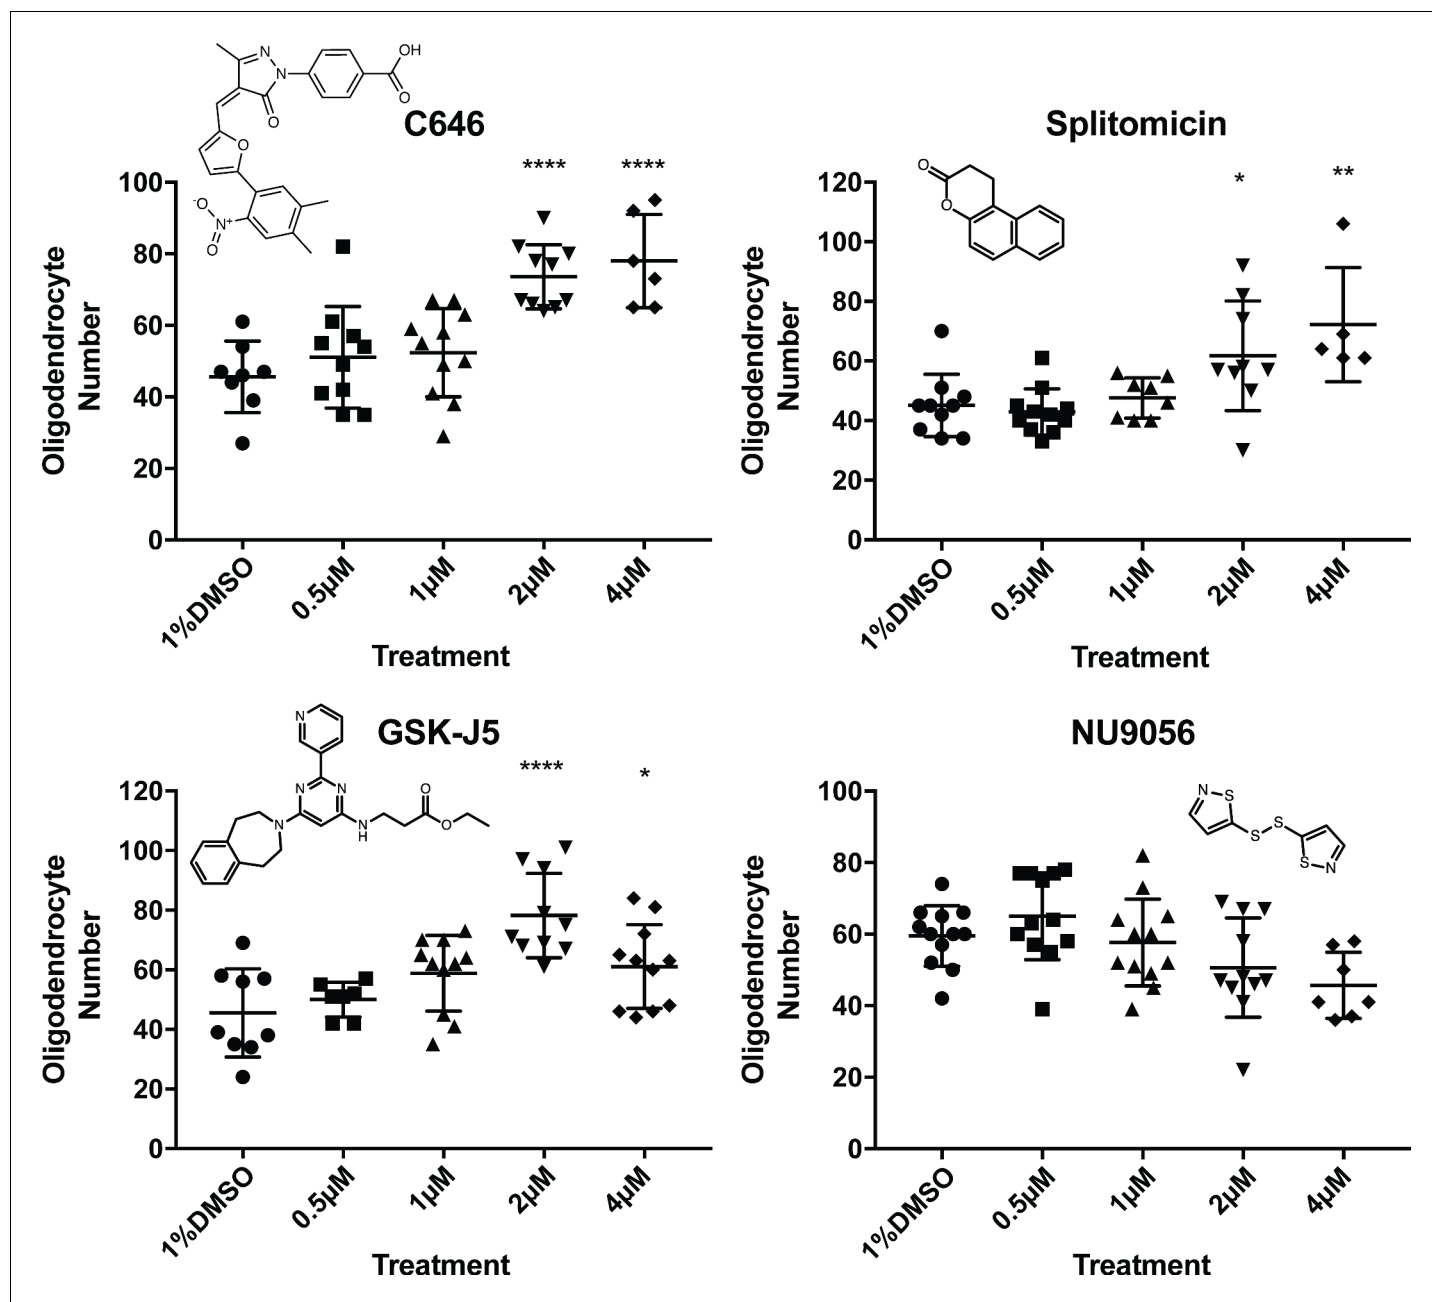 C646
N
N
O
OH
O
O
-O
N+
O
**** ****
Oligodendrocyte
Number
100
80
60
40
20
0
1%DMSO 0.5µM 1µM 2µM 4µM
Treatment
Splitomicin
O
O
* **
Oligodendrocyte
Number
120
100
80
60
40
20
0
1%DMSO 0.5µM 1µM 2µM 4µM
Treatment
GSK-J5
N
N
N
N
N
H
O
O
**** *
Oligodendrocyte
Number
120
100
80
60
40
20
0
1%DMSO 0.5µM 1µM 2µM 4µM
Treatment
NU9056
N
S
S
S
S
N
Oligodendrocyte
Number
100
80
60
40
20
0
1%DMSO 0.5µM 1µM 2µM 4µM
Treatment